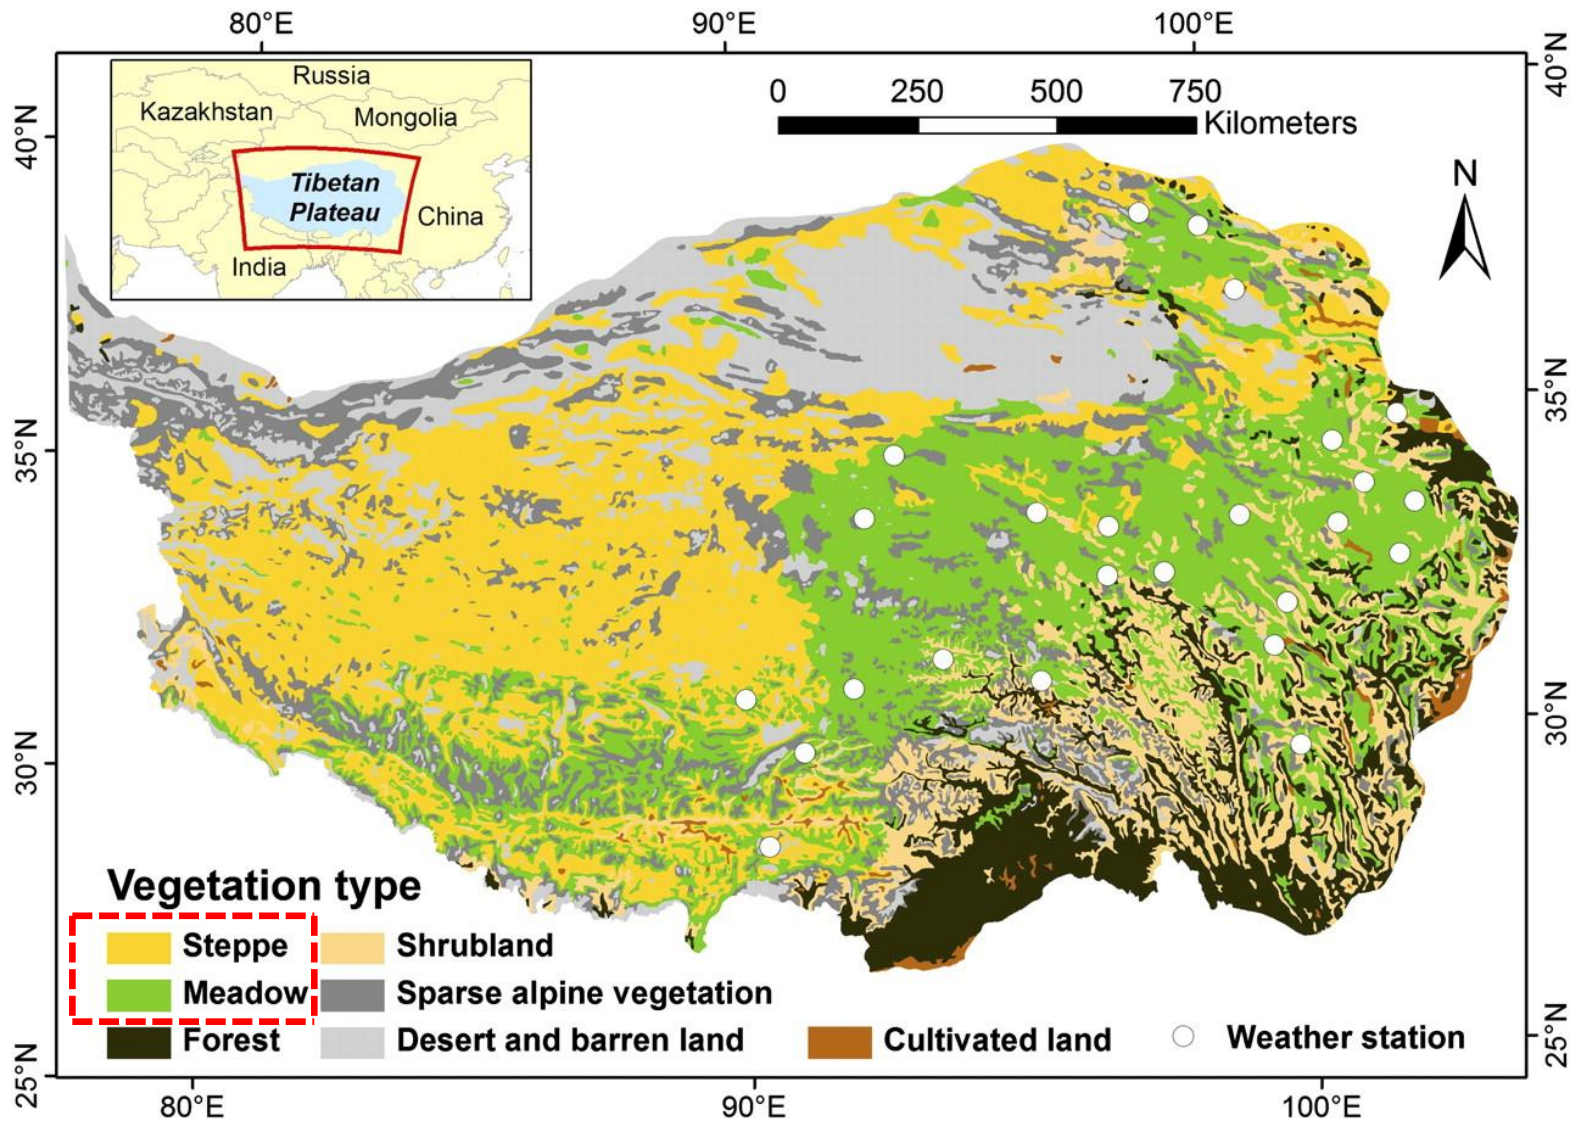 80°E 90°E 100°E
40°N
40°N
Russia
Kazakhstan
Mongolia
Tibetan
Plateau
China
India
0 250 500 750
Kilometers
N
35°N
35°N
30°N
30°N
25°N
25°N
Vegetation type
Steppe
Shrubland
Meadow
Sparse alpine vegetation
Forest
Desert and barren land
Cultivated land
Weather station
80°E 90°E 100°E